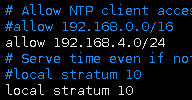 # Allow NTP client acces
#allow 192.168.0.0/16
allow 192.168.4.0/24
# Serve time even if no
#local stratum 10
local stratum 10